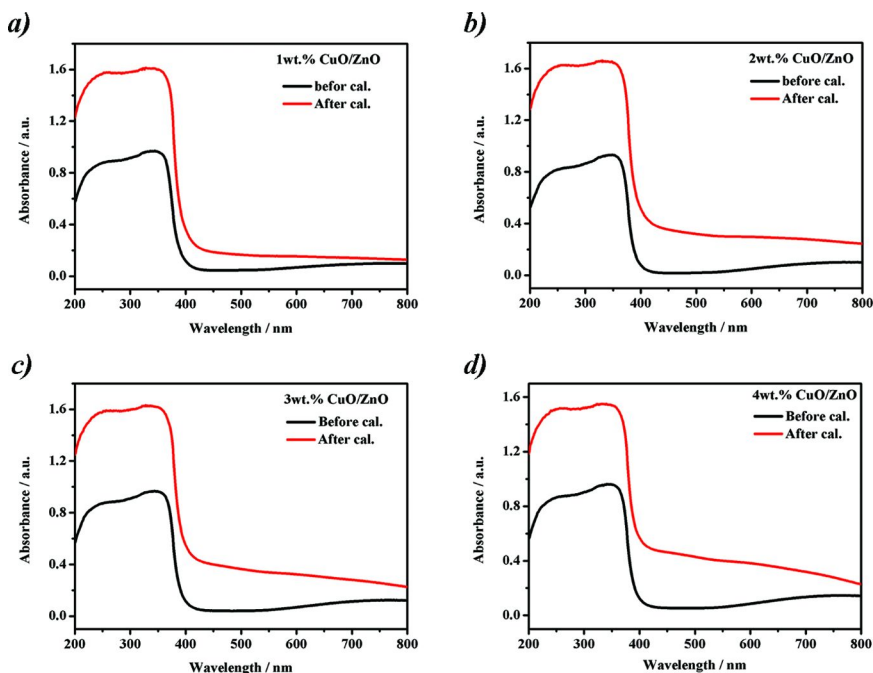 a)
1wt.% CuO/ZnO
befor cal.
After cal.
Absorbance / a.u.
1.6
1.2
0.8
0.4
0.0
200 300 400 500 600 700 800
Wavelength / nm
b)
2wt.% CuO/ZnO
before cal.
After cal.
Absorbance / a.u.
1.6
1.2
0.8
0.4
0.0
200 300 400 500 600 700 800
Wavelength / nm
c)
3wt.% CuO/ZnO
Before cal.
After cal.
Absorbance / a.u.
1.6
1.2
0.8
0.4
0.0
200 300 400 500 600 700 800
Wavelength / nm
d)
4wt.% CuO/ZnO
Before cal.
After cal.
Absorbance / a.u.
1.6
1.2
0.8
0.4
0.0
200 300 400 500 600 700 800
Wavelength / nm